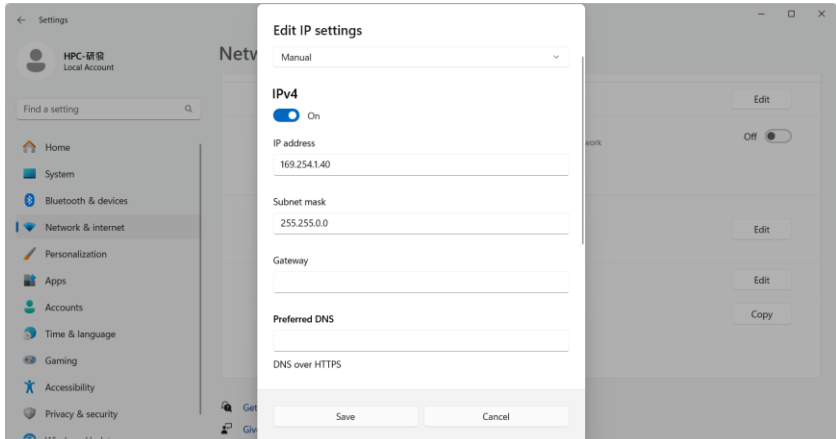 Settings
HPC-研發
Local Account
Find a setting
Home
System
Bluetooth & devices
Network & internet
Personalization
Apps
Accounts
Time & language
Gaming
Accessibility
Privacy & security
Netw
Edit
work
Off
Edit
Edit
Copy
Get
Giv
Edit IP settings
Manual
IPv4
On
IP address
169.254.1.40
Subnet mask
255.255.0.0
Gateway
Preferred DNS
DNS over HTTPS
Save
Cancel